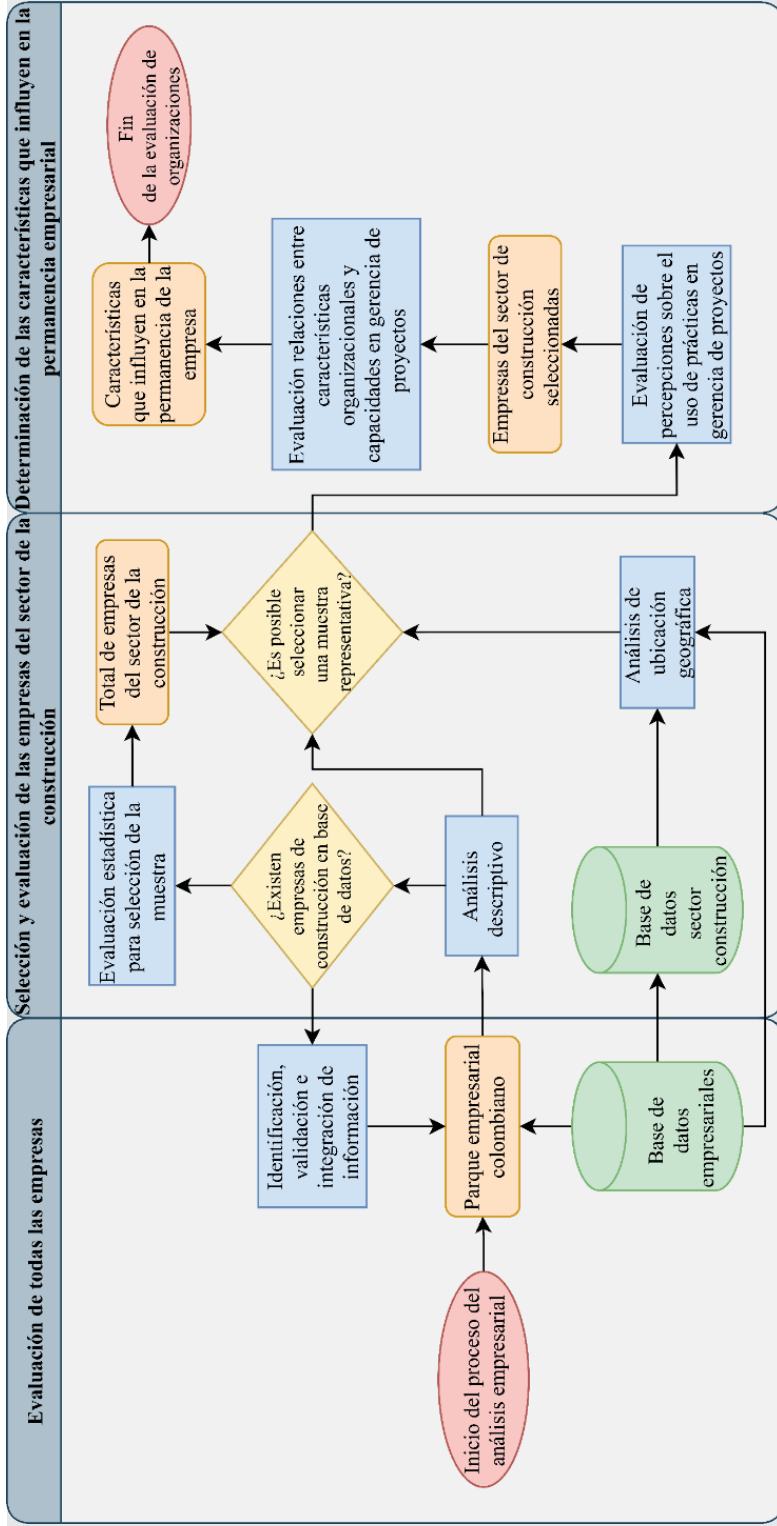 Evaluación de todas las empresas
Selección y evaluación de las empresas del sector de la
construcción
Determinación de las características que influyen en la
permanencia empresarial
Inicio del proceso del
análisis empresarial
Identificación,
validación e
integración de
información
Parque empresarial
colombiano
Base de
datos
empresariales
Evaluación estadística
para selección de la
muestra
Total de empresas
del sector de la
construcción
¿Existen
empresas de
construcción en base
de datos?
¿Es posible
seleccionar
una muestra
representativa?
Análisis
descriptivo
Base de
datos
sector
construcción
Análisis de
ubicación
geográfica
Caractrísticas
que influyen en la
permanencia de la
empresa
Fin
de la evaluación de
organizaciones
Evaluación relaciones entre
características
organizacionales y
capacidades en gerencia de
proyectos
Empresas del sector de
construcción
seleccionadas
Evaluación de
percepciones sobre el
uso de prácticas en
gerencia de proyectos